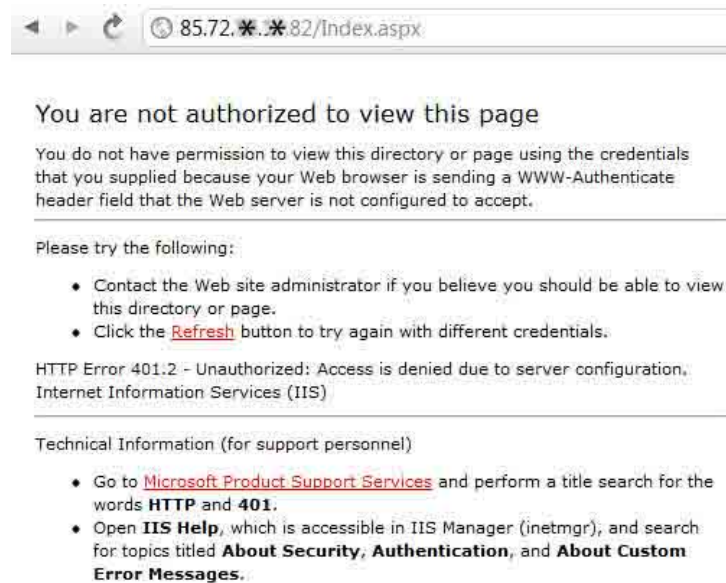 85.72.*.*.82/Index.aspx
You are not authorized to view this page
You do not have permission to view this directory or page using the credentials
that you supplied because your Web browser is sending a WWW-Authenticate
header field that the Web server is not configured to accept.
Please try the following:
• Contact the Web site administrator if you believe you should be able to view
this directory or page.
• Click the Refresh button to try again with different credentials.
HTTP Error 401.2 - Unauthorized: Access is denied due to server configuration.
Internet Information Services (IIS)
Technical Information (for support personnel)
• Go to Microsoft Product Support Services and perform a title search for the
words HTTP and 401.
• Open IIS Help, which is accessible in IIS Manager (inetmgr), and search
for topics titled About Security, Authentication, and About Custom
Error Messages.